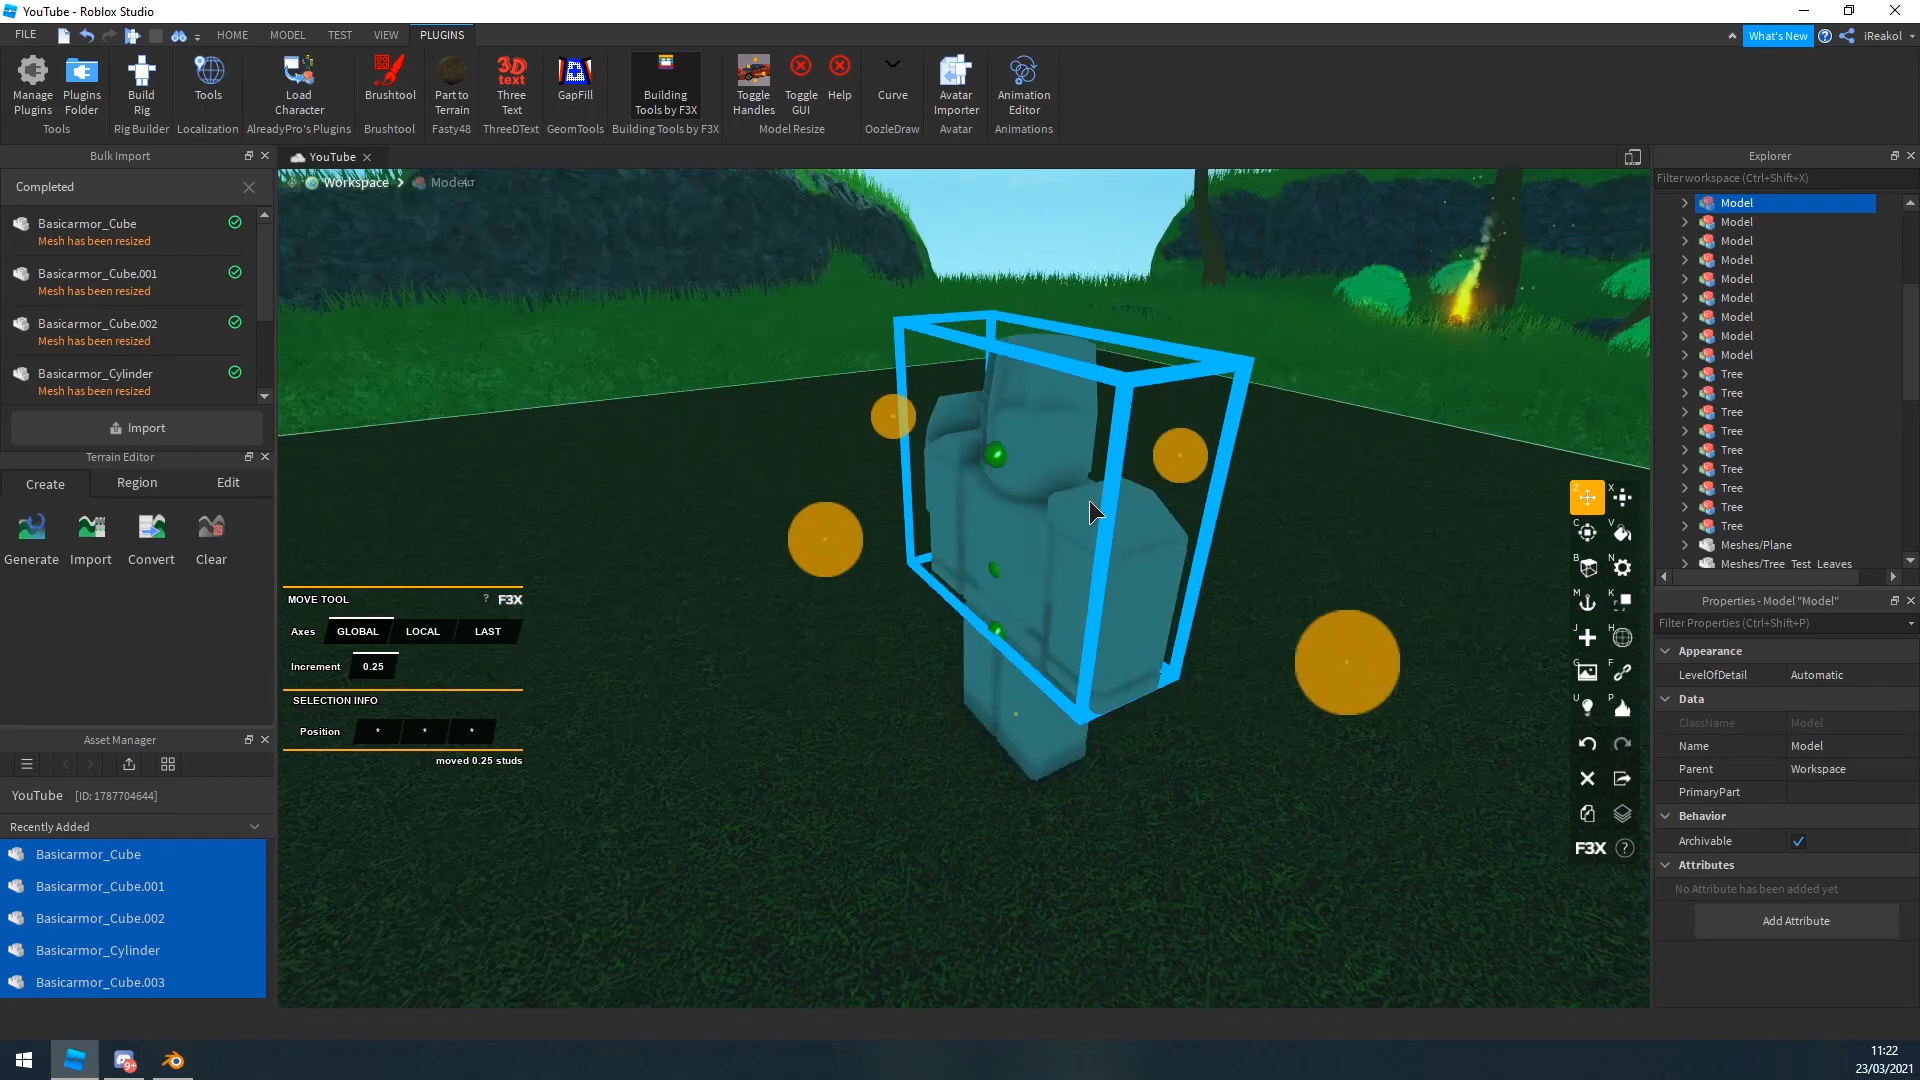 YouTube - Roblox Studio
FILE
HOME
MODEL
TEST
VIEW
PLUGINS
What's New
iReakol
Manage Plugins
Plugins Folder
Build Rig
Tools
Load Character
Brushtool
Part to Terrain
3D text
Three Text
GapFill
Building Tools by F3X
Toggle Handles
Toggle GUI
Help
Curve
Avatar Importer
Animation Editor
Tools
Rig Builder
Localization
AlreadyPro's Plugins
Brushtool
Fasty48
ThreeDText
GeomTools
Building Tools by F3X
Model Resize
OozleDraw
Avatar
Animations
Bulk Import
Completed
Basicarmor_Cube
Mesh has been resized
Basicarmor_Cube.001
Mesh has been resized
Basicarmor_Cube.002
Mesh has been resized
Basicarmor_Cylinder
Mesh has been resized
Import
Terrain Editor
Create
Region
Edit
Generate
Import
Convert
Clear
Asset Manager
YouTube [ID: 1787704644]
Recently Added
Basicarmor_Cube
Basicarmor_Cube.001
Basicarmor_Cube.002
Basicarmor_Cylinder
Basicarmor_Cube.003
YouTube
Workspace
Model
ALT
MOVE TOOL ? F3X
Axes GLOBAL LOCAL LAST
Increment 0.25
SELECTION INFO
Position * * *
moved 0.25 studs
Z X
C V
B N
M K
J H
G F
U P
F3X ?
Explorer
Filter workspace (Ctrl+Shift+X)
Model
Model
Model
Model
Model
Model
Model
Model
Model
Tree
Tree
Tree
Tree
Tree
Tree
Tree
Tree
Tree
Meshes/Plane
Meshes/Tree_Test_Leaves
Properties - Model "Model"
Filter Properties (Ctrl+Shift+P)
Appearance
LevelOfDetail Automatic
Data
ClassName Model
Name Model
Parent Workspace
PrimaryPart
Behavior
Archivable
Attributes
No Attribute has been added yet
Add Attribute
9+
11:22
23/03/2021